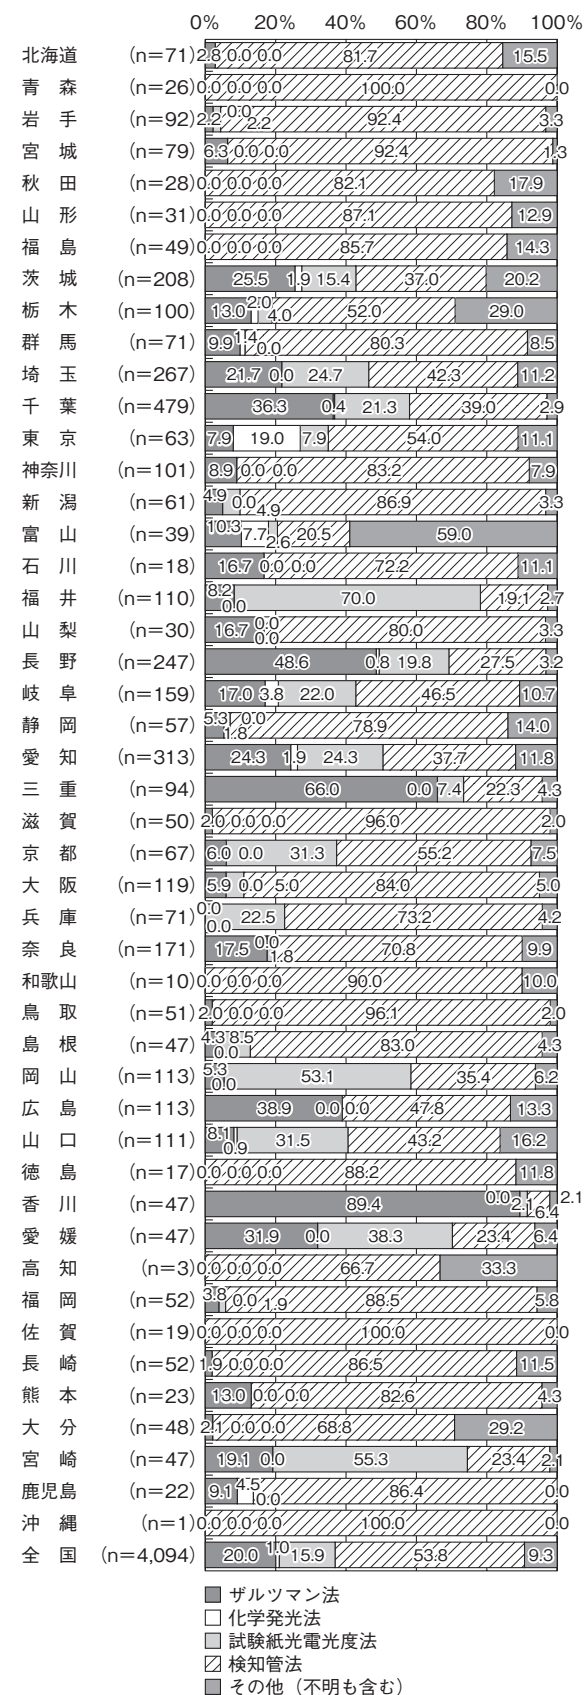 0% 20% 40% 60% 80% 100%
北海道 (n=71) 2.8 0.0 0.0 81.7 15.5
青 森 (n=26) 0.0 0.0 0.0 100.0 0.0
岩 手 (n=92) 2.2 0.0 2.2 92.4 3.3
宮 城 (n=79) 6.3 0.0 0.0 92.4 1.3
秋 田 (n=28) 0.0 0.0 0.0 82.1 17.9
山 形 (n=31) 0.0 0.0 0.0 87.1 12.9
福 島 (n=49) 0.0 0.0 0.0 85.7 14.3
茨 城 (n=208) 25.5 1.9 15.4 37.0 20.2
栃 木 (n=100) 13.0 2.0 4.0 52.0 29.0
群 馬 (n=71) 9.9 1.4 0.0 80.3 8.5
埼 玉 (n=267) 21.7 0.0 24.7 42.3 11.2
千 葉 (n=479) 36.3 0.4 21.3 39.0 2.9
東 京 (n=63) 7.9 19.0 7.9 54.0 11.1
神奈川 (n=101) 8.9 0.0 0.0 83.2 7.9
新 潟 (n=61) 4.9 0.0 4.9 86.9 3.3
富 山 (n=39) 10.3 7.7 2.6 20.5 59.0
石 川 (n=18) 16.7 0.0 0.0 72.2 11.1
福 井 (n=110) 8.2 0.0 70.0 19.1 2.7
山 梨 (n=30) 16.7 0.0 0.0 80.0 3.3
長 野 (n=247) 48.6 0.8 19.8 27.5 3.2
岐 阜 (n=159) 17.0 3.8 22.0 46.5 10.7
静 岡 (n=57) 5.3 1.8 0.0 78.9 14.0
愛 知 (n=313) 24.3 1.9 24.3 37.7 11.8
三 重 (n=94) 66.0 0.0 7.4 22.3 4.3
滋 賀 (n=50) 2.0 0.0 0.0 96.0 2.0
京 都 (n=67) 6.0 0.0 31.3 55.2 7.5
大 阪 (n=119) 5.9 0.0 5.0 84.0 5.0
兵 庫 (n=71) 0.0 0.0 22.5 73.2 4.2
奈 良 (n=171) 17.5 0.0 1.8 70.8 9.9
和歌山 (n=10) 0.0 0.0 0.0 90.0 10.0
鳥 取 (n=51) 2.0 0.0 0.0 96.1 2.0
島 根 (n=47) 4.3 0.0 8.5 83.0 4.3
岡 山 (n=113) 5.3 0.0 53.1 35.4 6.2
広 島 (n=113) 38.9 0.0 0.0 47.8 13.3
山 口 (n=111) 8.1 0.9 31.5 43.2 16.2
徳 島 (n=17) 0.0 0.0 0.0 88.2 11.8
香 川 (n=47) 89.4 0.0 2.1 6.4 2.1
愛 媛 (n=47) 31.9 0.0 38.3 23.4 6.4
高 知 (n=3) 0.0 0.0 0.0 66.7 33.3
福 岡 (n=52) 3.8 0.0 1.9 88.5 5.8
佐 賀 (n=19) 0.0 0.0 0.0 100.0 0.0
長 崎 (n=52) 1.9 0.0 0.0 86.5 11.5
熊 本 (n=23) 13.0 0.0 0.0 82.6 4.3
大 分 (n=48) 2.1 0.0 0.0 68.8 29.2
宮 崎 (n=47) 19.1 0.0 55.3 23.4 2.1
鹿児島 (n=22) 9.1 4.5 0.0 86.4 0.0
沖 縄 (n=1) 0.0 0.0 0.0 100.0 0.0
全 国 (n=4,094) 20.0 1.0 15.9 53.8 9.3
ザルツマン法
化学発光法
試験紙光電光度法
検知管法
その他（不明も含む）